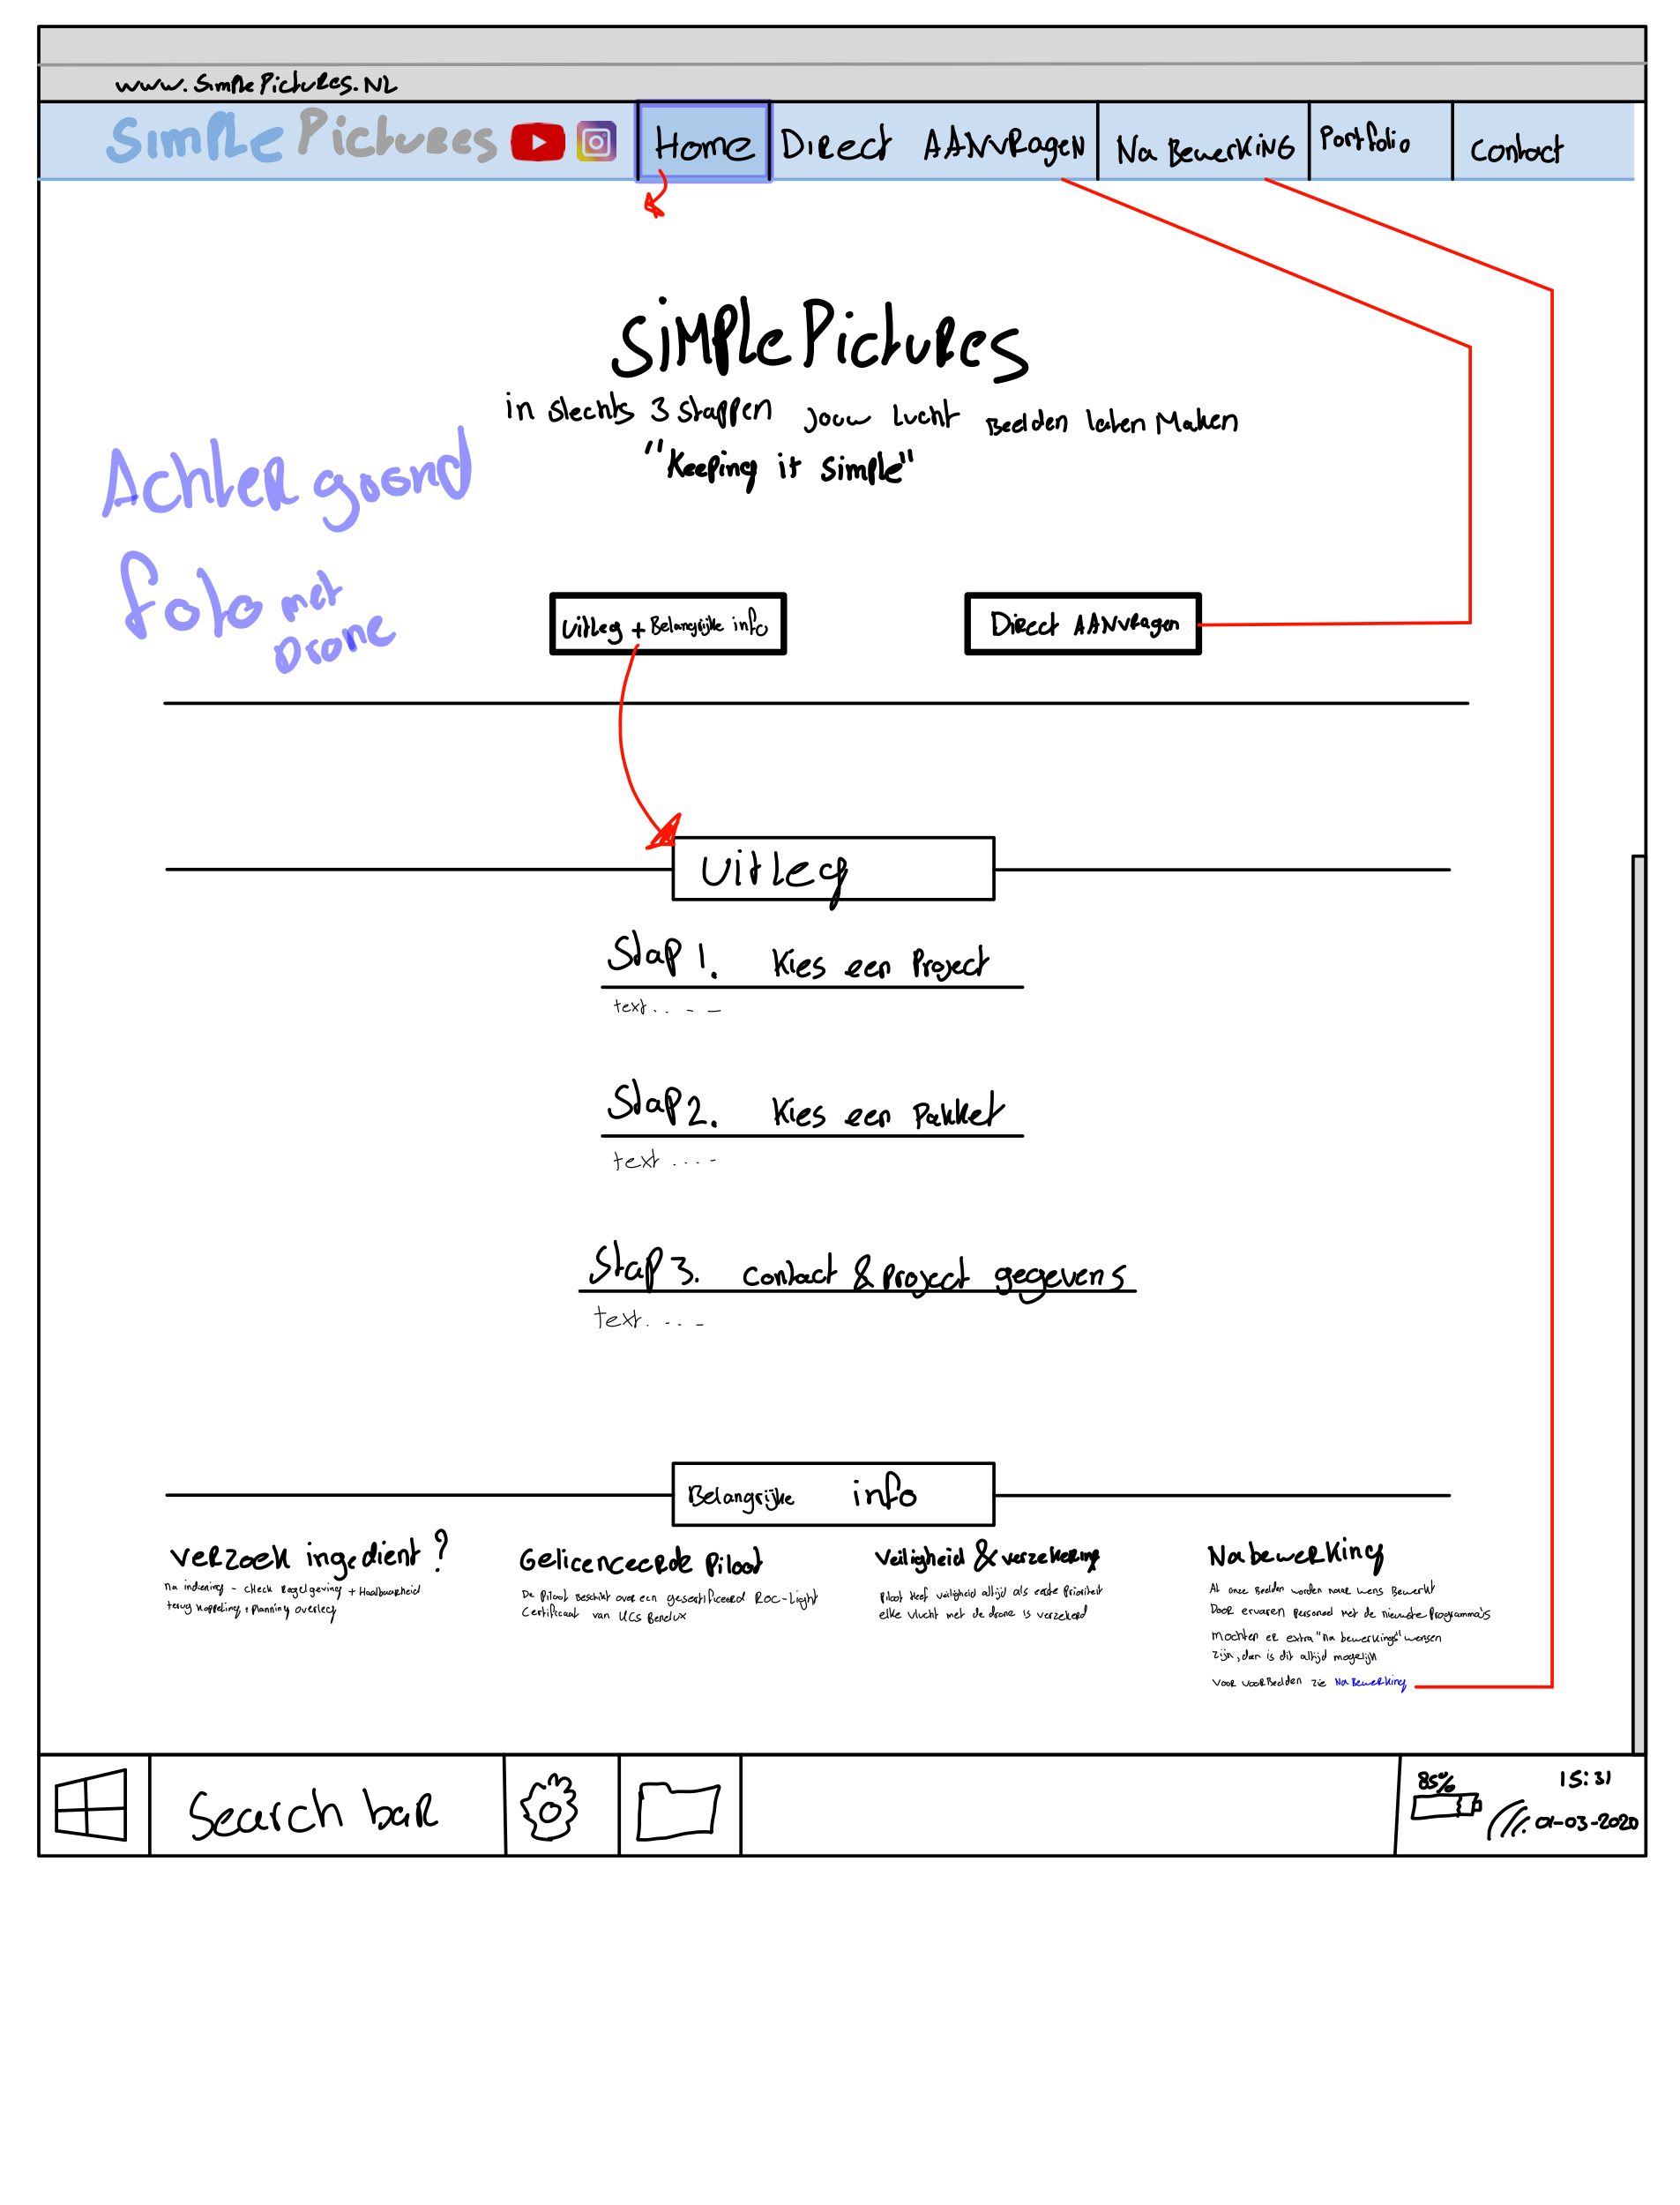 www.SimplePictures.NL
Simple Pictures
Home
Direct AANVRagen
Na BewerKiNG
Portfolio
Contact
SiMPle Pictures
in slechts 3 stappen jouw lucht Beelden laten Maken
"Keeping it simple"
Achter goond
foto met
Drone
Uitleg + Belangrijke info
Direct AANvragen
Uitleg
Stap 1. Kies een Project
text . . - -
Stap 2. Kies een Pakket
text . . . -
Stap 3. Contact & Project gegevens
text. . . -
Belangrijke info
Verzoek ingedient?
na indiening - Check Regelgeving + Haalbaarheid
terug koppeling + planning overleg
Gelicenceerde Piloot
De Piloot Beschikt over een gesertificeerd ROC-Light
Certificaat van UCS Benelux
Veiligheid & verzekering
Piloot Heef veiligheid altijd als eerste Prioriteit
elke vlucht met de drone is verzekerd
Nabewerking
Al onze Beelden worden naar wens Bewerkt
Door ervaren personeel met de nieuwste Programma's
mochten er extra "na bewerkings" wensen
zijn, dan is dit altijd mogelijk
Voor voorBeelden zie Na Bewerking
Search baR
85%
15:31
01-03-2020